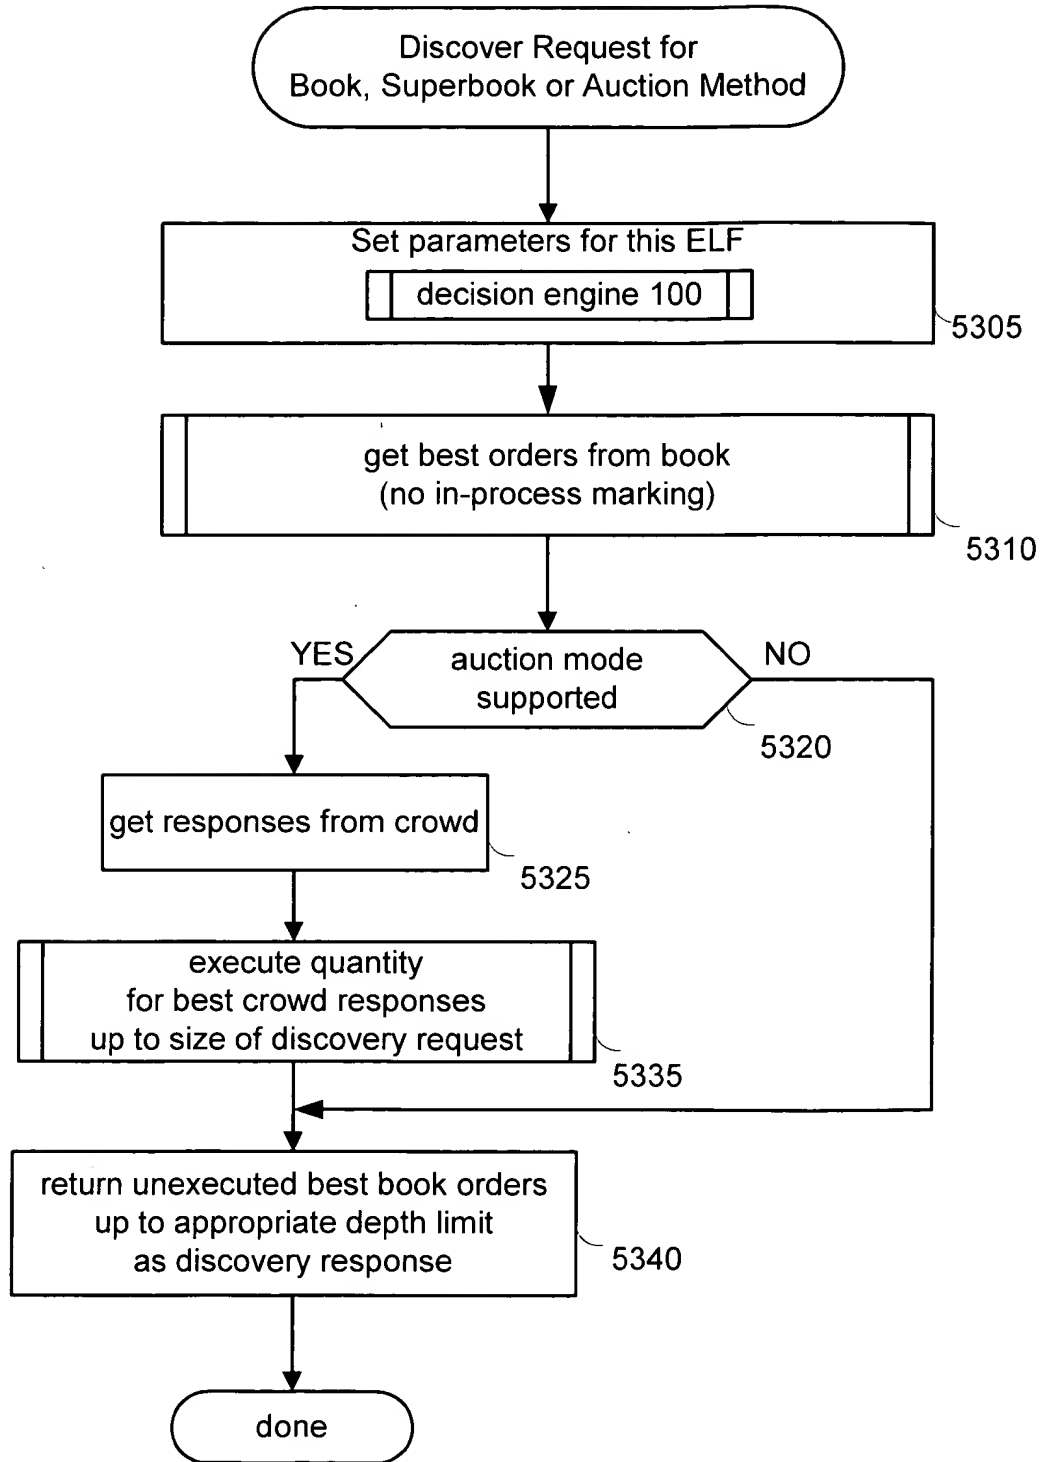 Discover Request for
Book, Superbook or Auction Method
Set parameters for this ELF
decision engine 100
5305
get best orders from book
(no in-process marking)
5310
YES
auction mode
supported
NO
5320
get responses from crowd
5325
execute quantity
for best crowd responses
up to size of discovery request
5335
return unexecuted best book orders
up to appropriate depth limit
as discovery response
5340
done